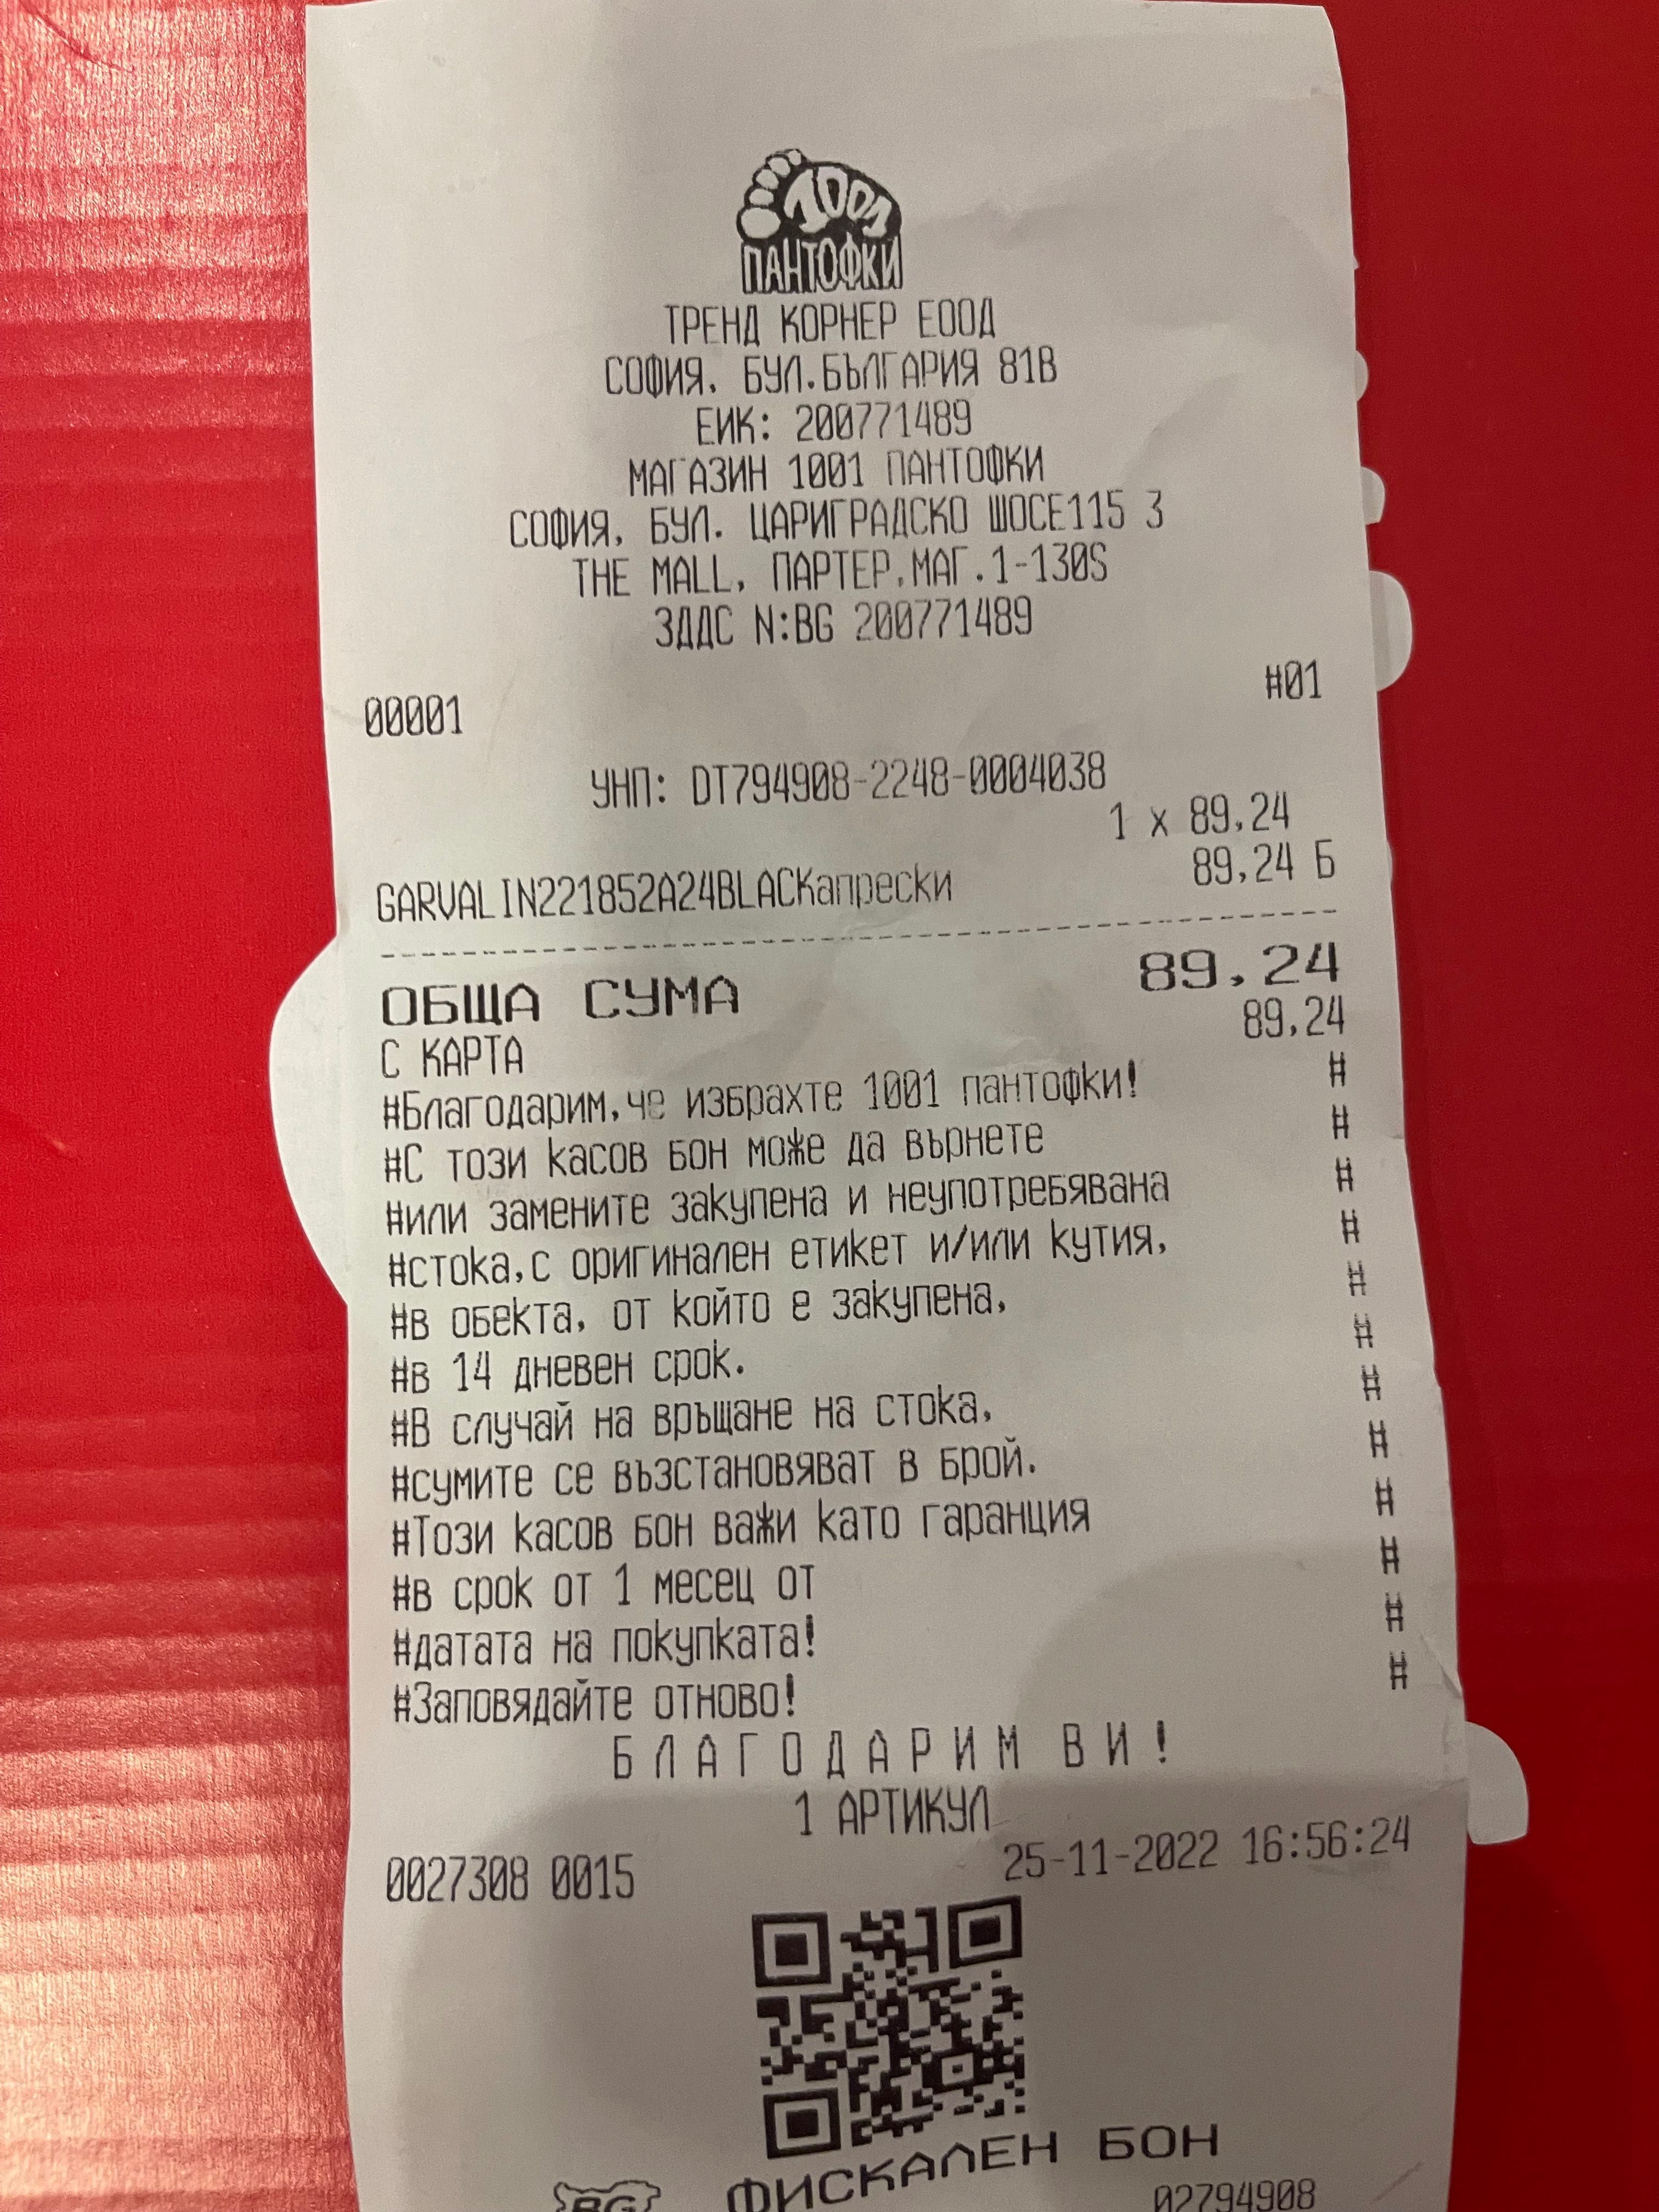 1001
ПАНТОФКИ
ТРЕНД КОРНЕР ЕООД
СОФИЯ, БУЛ.БЪЛГАРИЯ 81В
ЕИК: 200771489
МАГАЗИН 1001 ПАНТОФКИ
СОФИЯ, БУЛ. ЦАРИГРАДСКО ШОСЕ115 З
THE MALL, ПАРТЕР,МАГ.1-130S
ЗДДС N:BG 200771489
00001 #01
УНП: DT794908-2248-0004038
1 x 89,24
GARVALIN221852A24BLACKапрески 89,24 Б
ОБЩА СУМА 89,24
С КАРТА 89,24
#Благодарим,че избрахте 1001 пантофки! #
#С този касов бон може да върнете #
#или замените закупена и неупотребявана #
#стока,с оригинален етикет и/или кутия, #
#в обекта, от който е закупена, #
#в 14 дневен срок. #
#В случай на връщане на стока, #
#сумите се възстановяват в брой. #
#Този касов бон важи като гаранция #
#в срок от 1 месец от #
#датата на покупката! #
#Заповядайте отново! #
БЛАГОДАРИМ ВИ!
1 АРТИКУЛ
0027308 0015 25-11-2022 16:56:24
BG ФИСКАЛЕН БОН
02794908